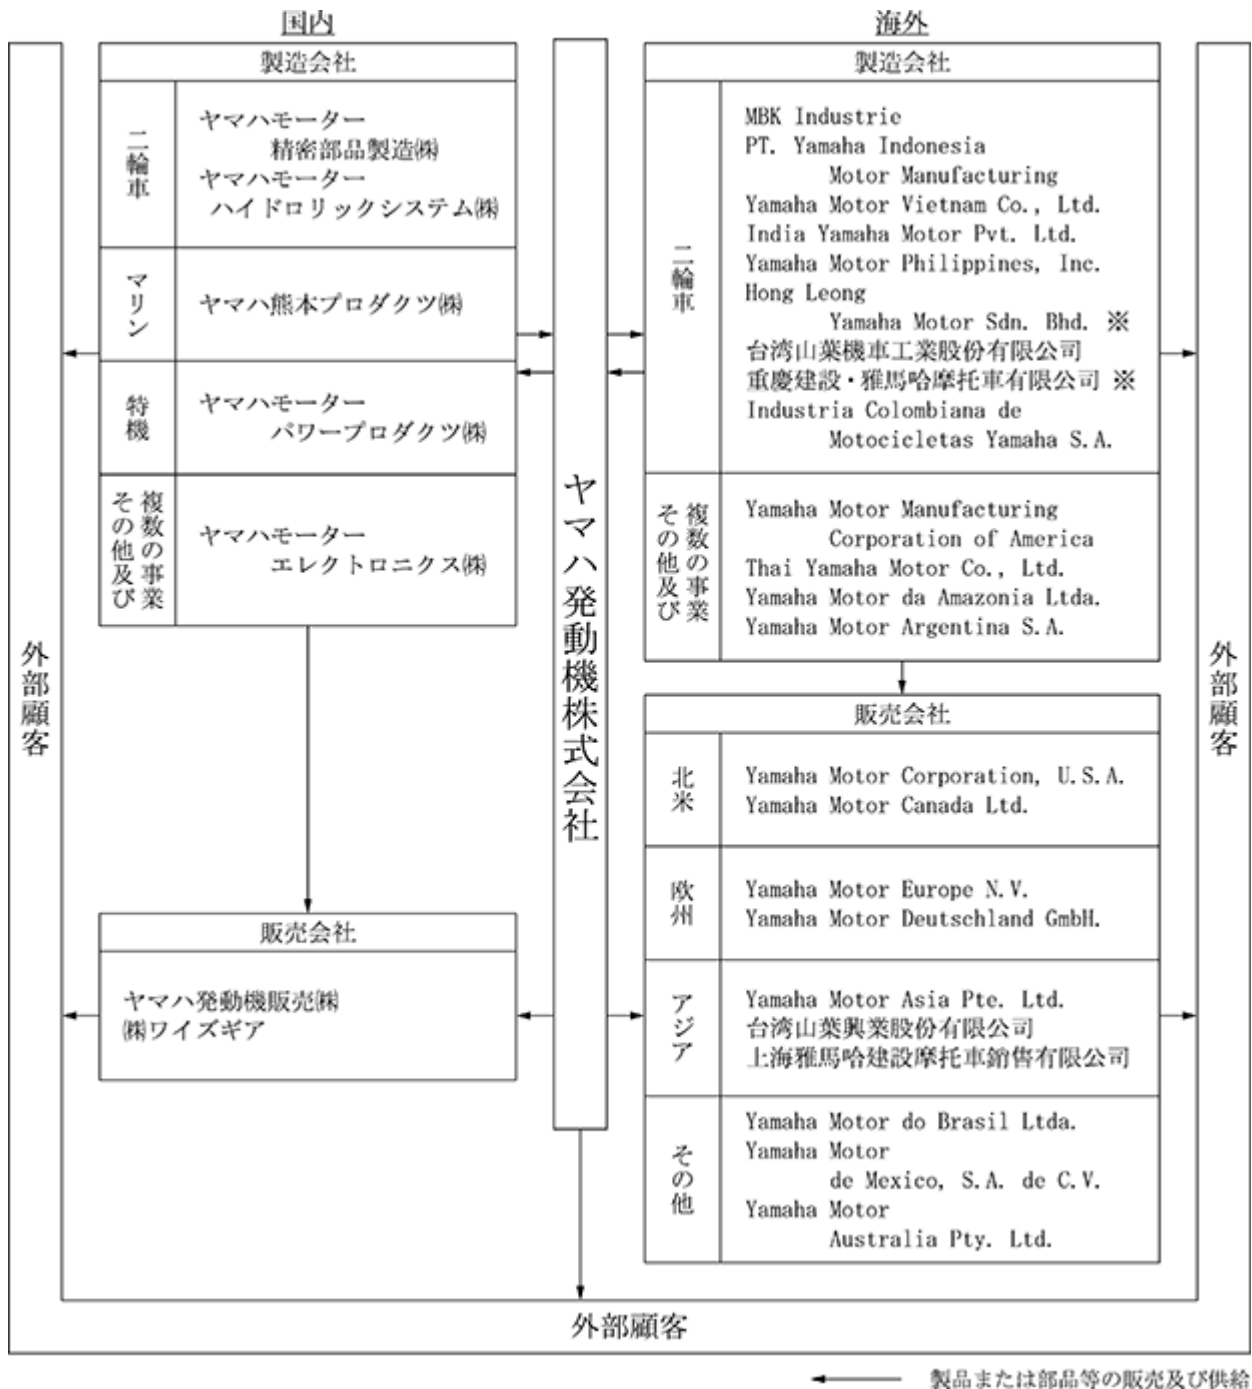 国内
製造会社
二輪車
ヤマハモーター
精密部品製造㈱
ヤマハモーター
ハイドロリックシステム㈱
マリン
ヤマハ熊本プロダクツ㈱
特機
ヤマハモーター
パワープロダクツ㈱
複数の事業
その他及び
ヤマハモーター
エレクトロニクス㈱
販売会社
ヤマハ発動機販売㈱
㈱ワイズギア
外部顧客
ヤマハ発動機株式会社
海外
製造会社
二輪車
MBK Industrie
PT. Yamaha Indonesia
Motor Manufacturing
Yamaha Motor Vietnam Co., Ltd.
India Yamaha Motor Pvt. Ltd.
Yamaha Motor Philippines, Inc.
Hong Leong
Yamaha Motor Sdn. Bhd. ※
台湾山葉機車工業股份有限公司
重慶建設・雅馬哈摩托車有限公司 ※
Industria Colombiana de
Motocicletas Yamaha S.A.
複数の事業
その他及び
Yamaha Motor Manufacturing
Corporation of America
Thai Yamaha Motor Co., Ltd.
Yamaha Motor da Amazonia Ltda.
Yamaha Motor Argentina S.A.
販売会社
北米
Yamaha Motor Corporation, U.S.A.
Yamaha Motor Canada Ltd.
欧州
Yamaha Motor Europe N.V.
Yamaha Motor Deutschland GmbH.
アジア
Yamaha Motor Asia Pte. Ltd.
台湾山葉興業股份有限公司
上海雅馬哈建設摩托車銷售有限公司
その他
Yamaha Motor do Brasil Ltda.
Yamaha Motor
de Mexico, S.A. de C.V.
Yamaha Motor
Australia Pty. Ltd.
外部顧客
外部顧客
製品または部品等の販売及び供給